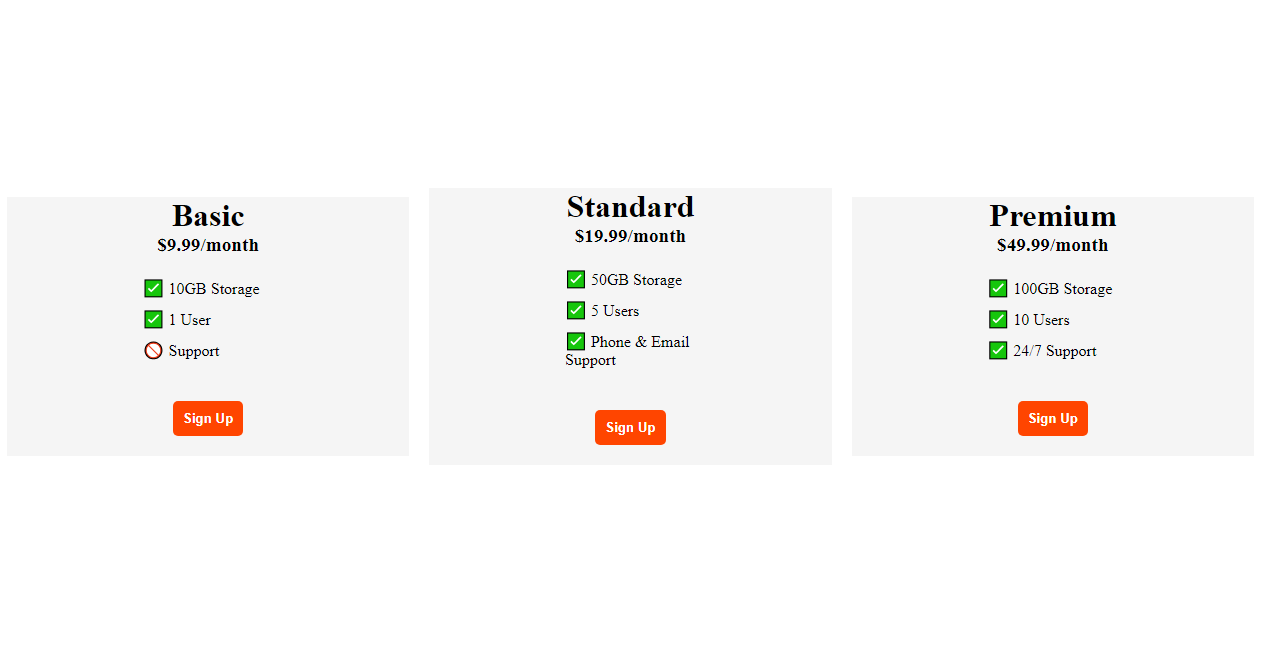 Basic
$9.99/month
✅ 10GB Storage
✅ 1 User
🚫 Support
Sign Up
Standard
$19.99/month
✅ 50GB Storage
✅ 5 Users
✅ Phone & Email
Support
Sign Up
Premium
$49.99/month
✅ 100GB Storage
✅ 10 Users
✅ 24/7 Support
Sign Up